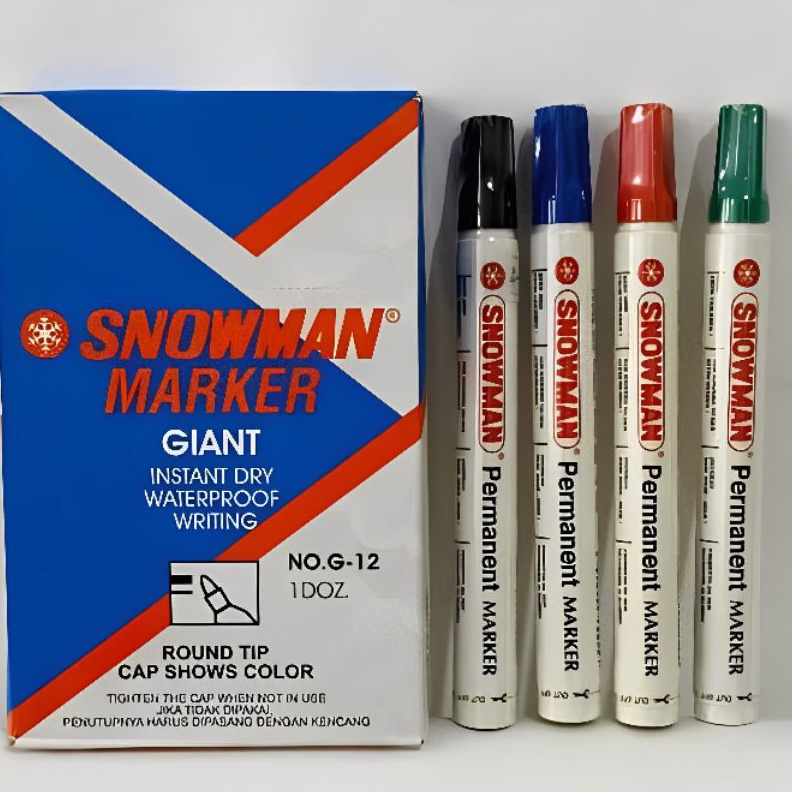 SNOWMAN®
MARKER
GIANT
INSTANT DRY
WATERPROOF
WRITING
NO.G-12
1DOZ.
ROUND TIP
CAP SHOWS COLOR
TIGHTEN THE CAP WHEN NOT IN USE
JIKA TIDAK DIPAKAI,
PENUTUPNYA HARUS DIPASANG DENGAN KENCANG
SNOWMAN® Permanent MARKER
SNOWMAN® Permanent MARKER
SNOWMAN® Permanent MARKER
SNOWMAN® Permanent MARKER